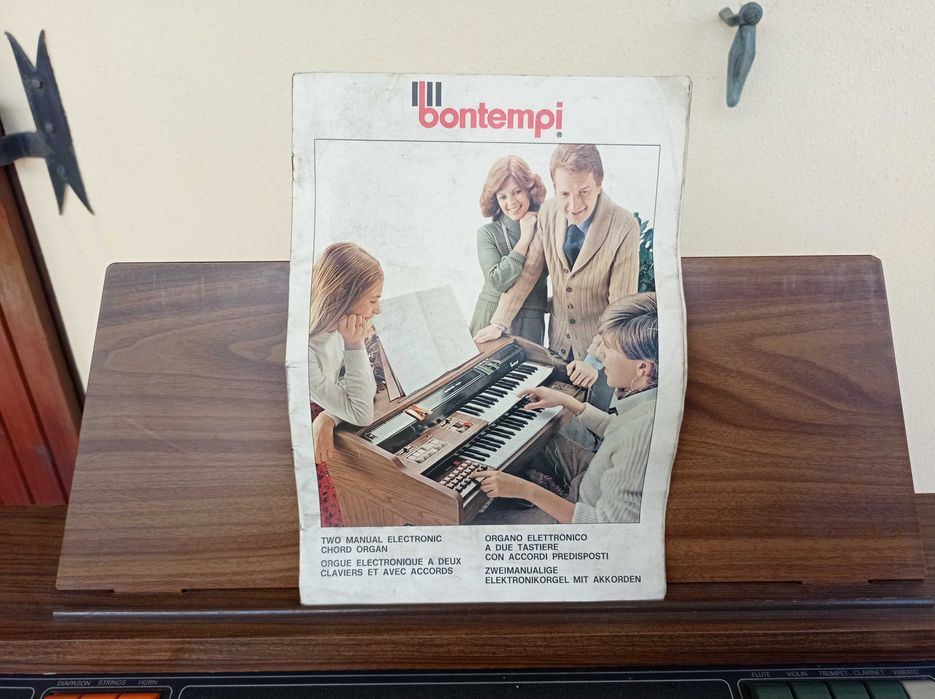 bontempi
®
TWO MANUAL ELECTRONIC
CHORD ORGAN
ORGUE ELECTRONIQUE A DEUX
CLAVIERS ET AVEC ACCORDS
ORGANO ELETTRONICO
A DUE TASTIERE
CON ACCORDI PREDISPOSTI
ZWEIMANUALIGE
ELEKTRONIKORGEL MIT AKKORDEN
DIAPASON STRINGS HORN
FLUTE VIOLIN TRUMPET CLARINET VIBRATO